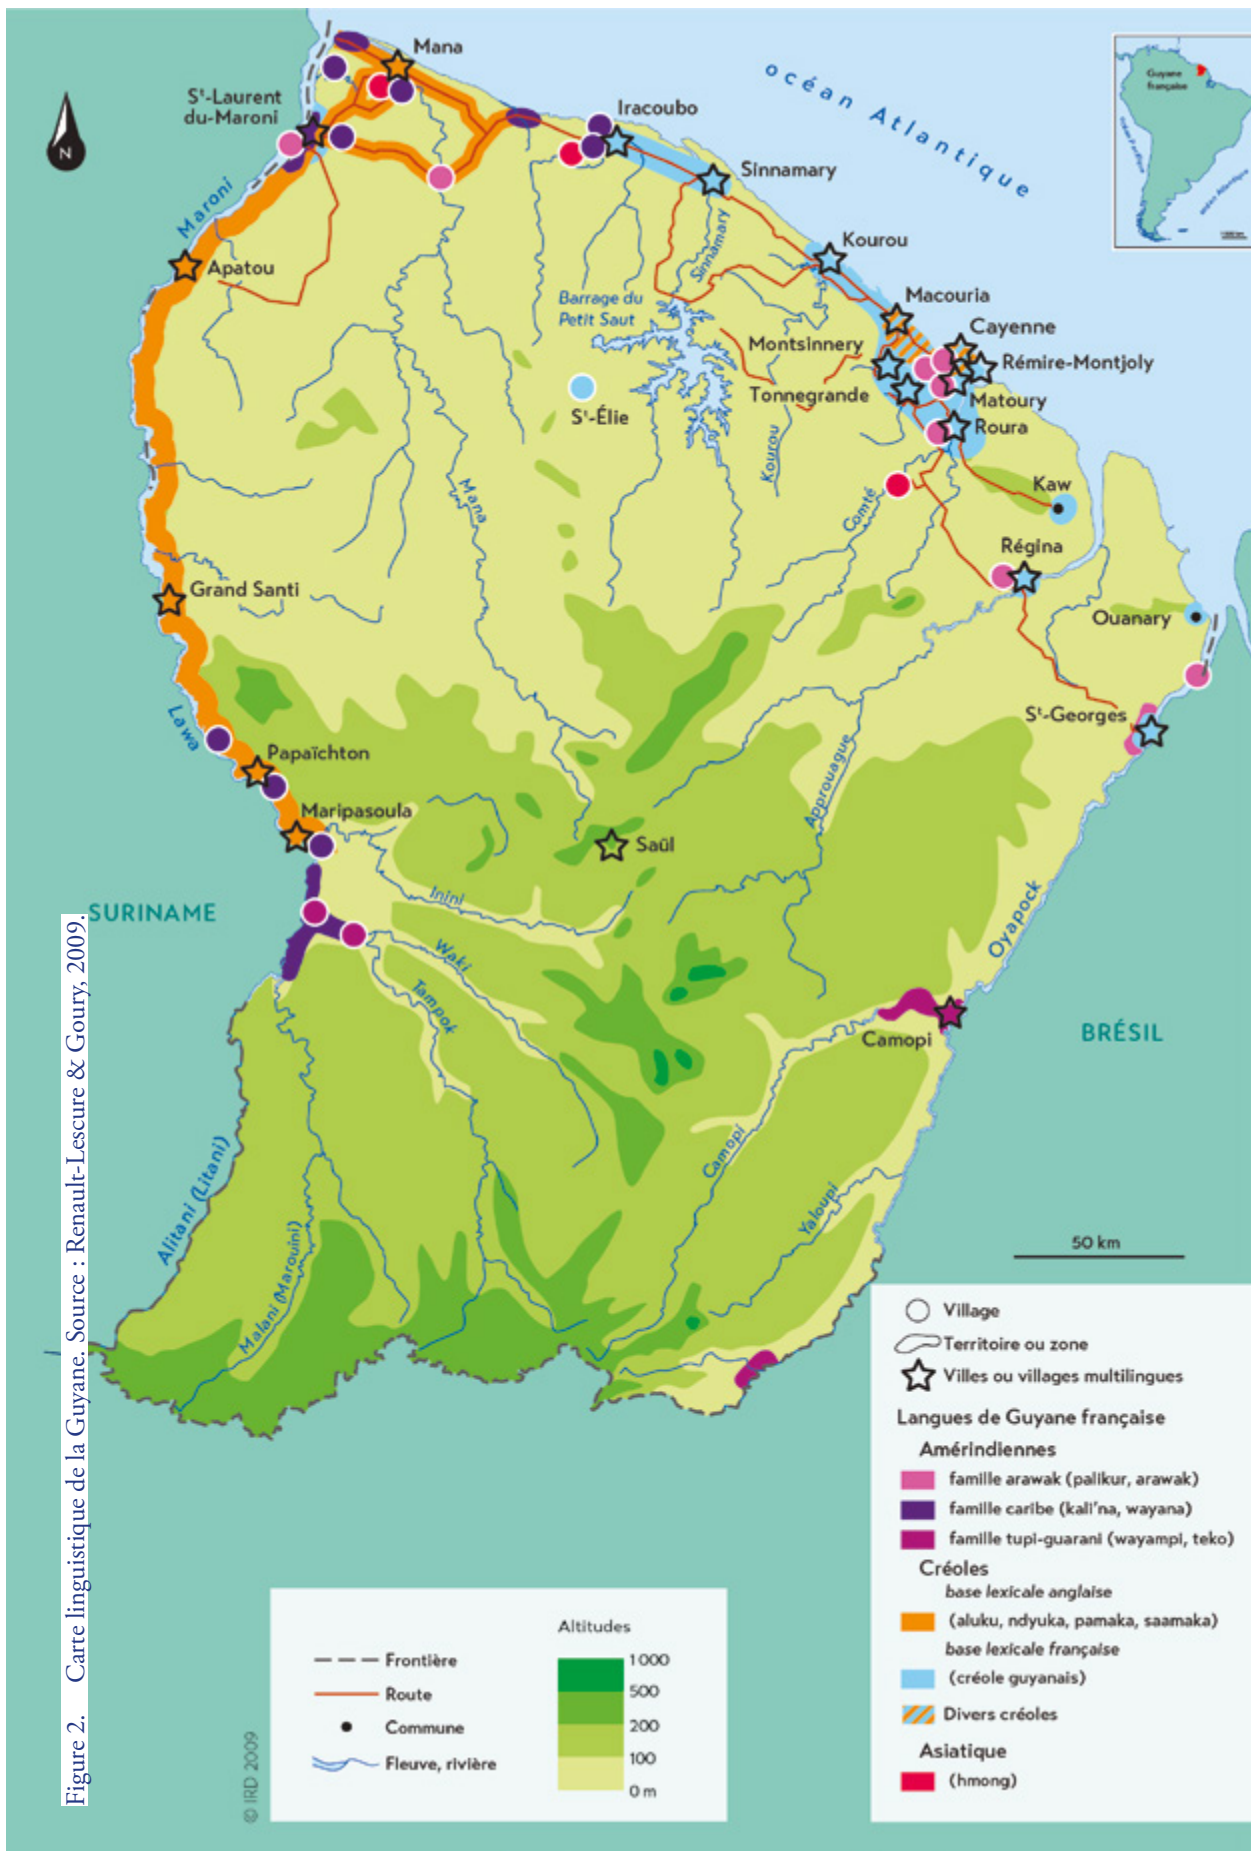 Mana
Sᵗ-Laurent
du-Maroni
Iracoubo
océan Atlantique
Guyane
française
océan Pacifique
océan Atlantique
N
Sinnamary
Maroni
Sinnamary
Kourou
Apatou
Barrage du
Petit Saut
Macouria
Cayenne
Montsinnery
Rémire-Montjoly
Tonnegrande
Matoury
Sᵗ-Élie
Roura
Kourou
Mana
Kaw
Comté
Régina
Grand Santi
Ouanary
Lawa
Sᵗ-Georges
Papaïchton
Approuague
Maripasoula
Saül
Inini
SURINAME
Oyapock
Waki
Tampok
Camopi
BRÉSIL
Camopi
Alitani (Litani)
Yaloupi
Malani (Marouini)
50 km
Village
Territoire ou zone
Villes ou villages multilingues
Langues de Guyane française
Amérindiennes
famille arawak (palikur, arawak)
famille caribe (kali'na, wayana)
famille tupi-guarani (wayampi, teko)
Créoles
base lexicale anglaise
(aluku, ndyuka, pamaka, saamaka)
base lexicale française
(créole guyanais)
Divers créoles
Asiatique
(hmong)
Altitudes
1 000
500
200
100
0 m
Frontière
Route
Commune
Fleuve, rivière
© IRD 2009
Figure 2. Carte linguistique de la Guyane. Source : Renault-Lescure & Goury, 2009.